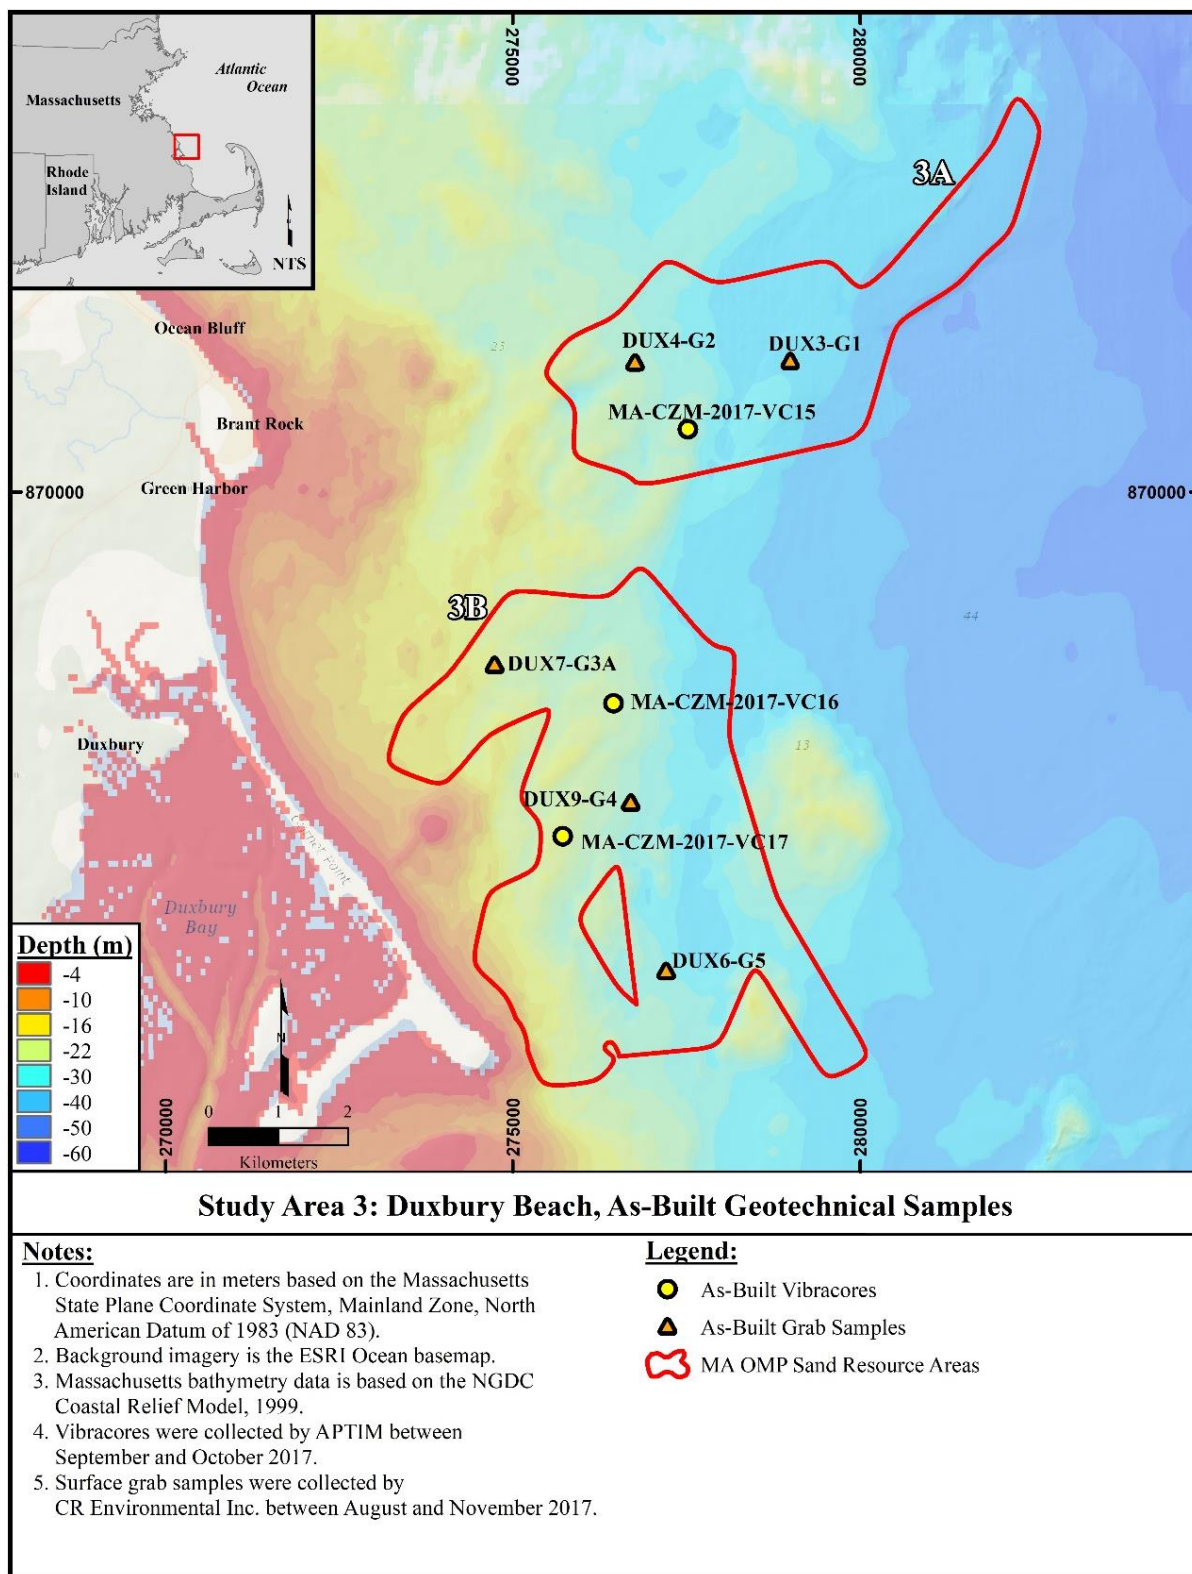 275000
280000
Atlantic
Ocean
Massachusetts
Rhode
Island
NTS
3A
Ocean Bluff
23
DUX4-G2
DUX3-G1
MA-CZM-2017-VC15
Brant Rock
Green Harbor
870000
870000
3B
44
DUX7-G3A
MA-CZM-2017-VC16
Duxbury
13
DUX9-G4
MA-CZM-2017-VC17
Gurnet Point
Duxbury
Bay
DUX6-G5
Depth (m)
-4
-10
-16
-22
-30
-40
-50
-60
N
0 1 2
Kilometers
270000
275000
280000
Study Area 3: Duxbury Beach, As-Built Geotechnical Samples
Notes:
1. Coordinates are in meters based on the Massachusetts
State Plane Coordinate System, Mainland Zone, North
American Datum of 1983 (NAD 83).
2. Background imagery is the ESRI Ocean basemap.
3. Massachusetts bathymetry data is based on the NGDC
Coastal Relief Model, 1999.
4. Vibracores were collected by APTIM between
September and October 2017.
5. Surface grab samples were collected by
CR Environmental Inc. between August and November 2017.
Legend:
As-Built Vibracores
As-Built Grab Samples
MA OMP Sand Resource Areas